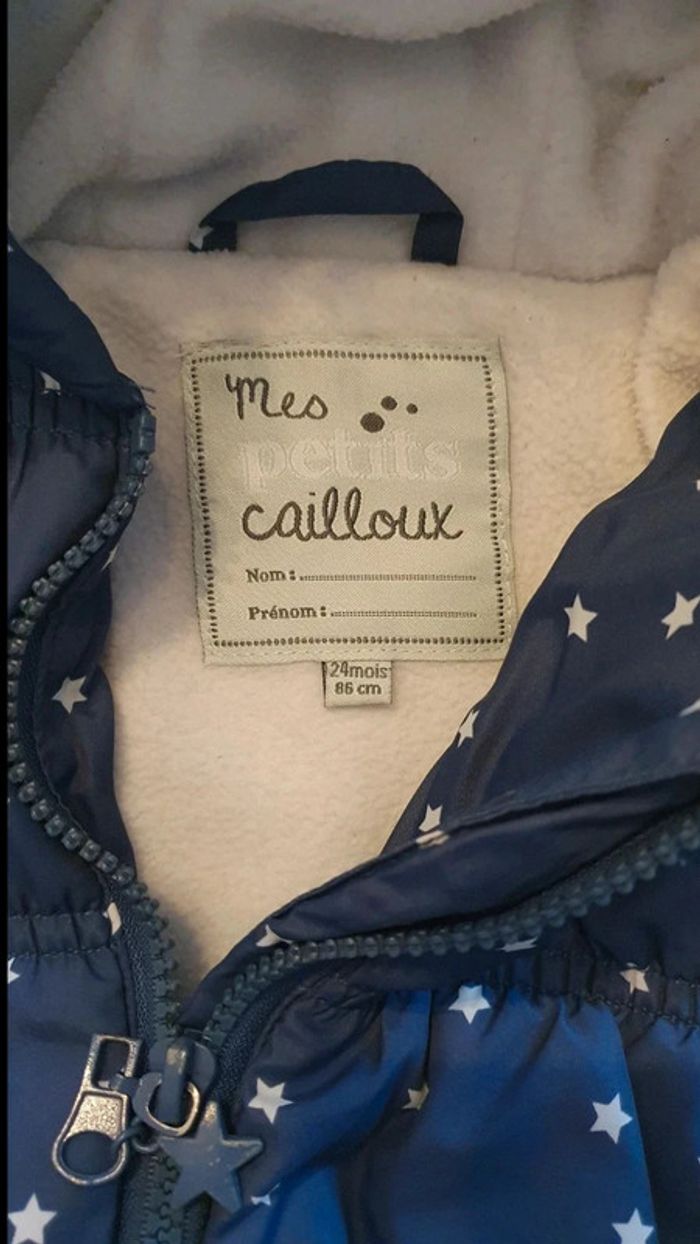 Mes
petits
cailloux
Nom :
Prénom :
24mois
86 cm